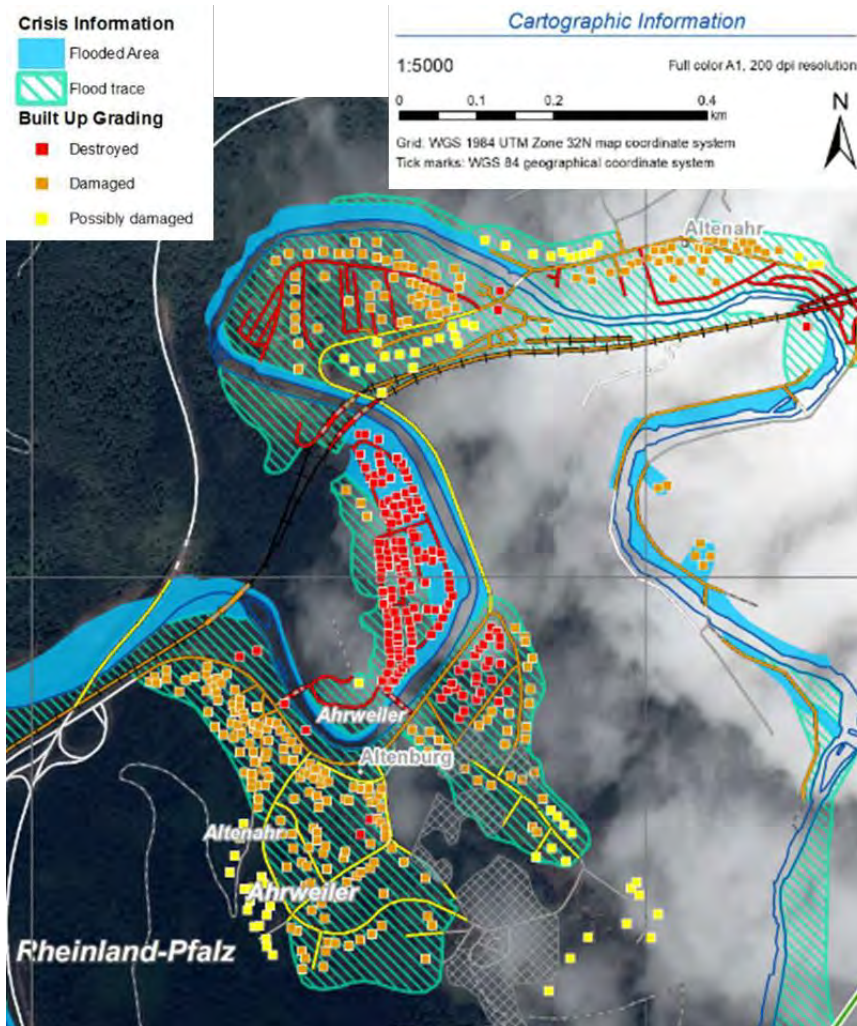 Crisis Information
Flooded Area
Flood trace
Built Up Grading
Destroyed
Damaged
Possibly damaged
Cartographic Information
1:5000
Full color A1, 200 dpi resolution
0 0.1 0.2 0.4
km
N
Grid: WGS 1984 UTM Zone 32N map coordinate system
Tick marks: WGS 84 geographical coordinate system
Altenahr
Ahrweiler
Altenburg
Altenahr
Ahrweiler
Rheinland-Pfalz